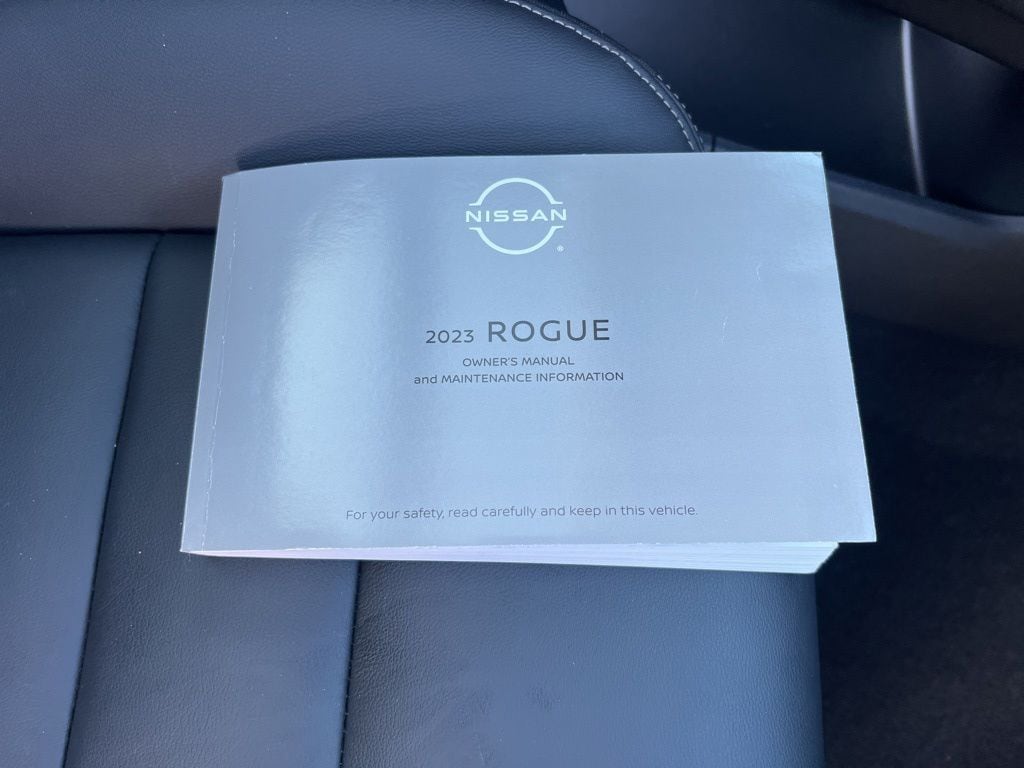 NISSAN
®
2023 ROGUE
OWNER'S MANUAL
and MAINTENANCE INFORMATION
For your safety, read carefully and keep in this vehicle.